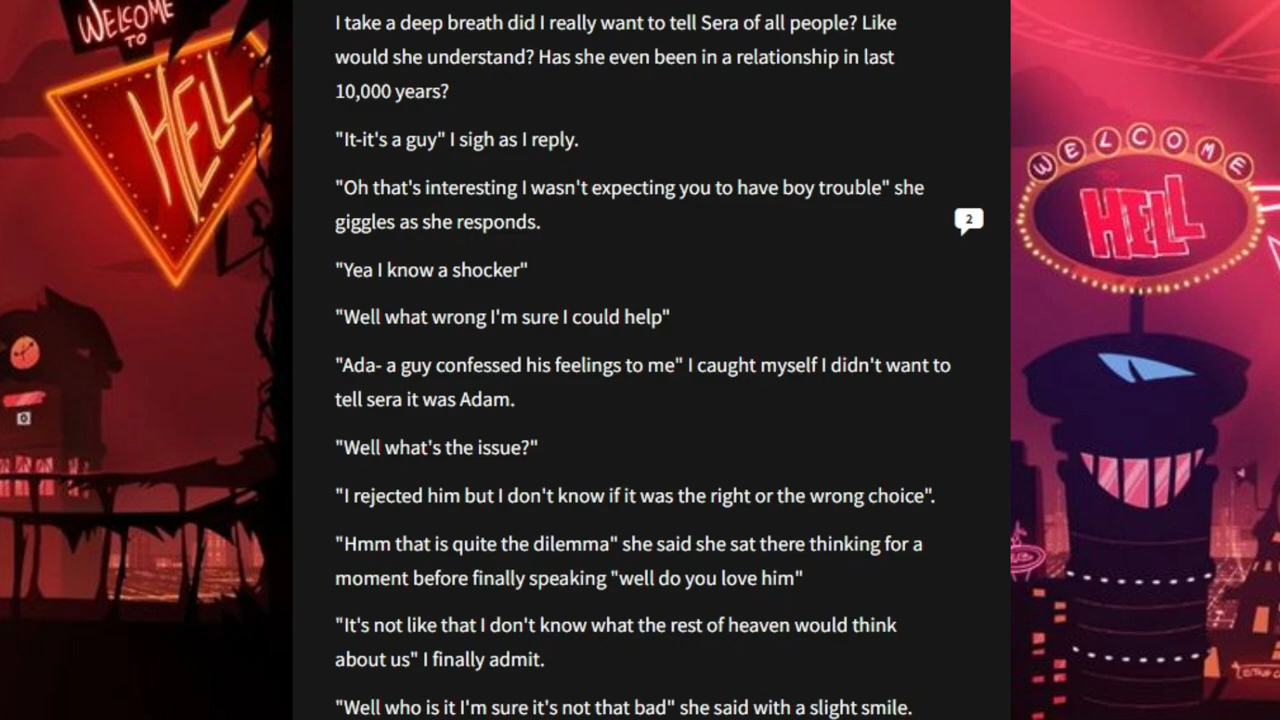 WELCOME
TO
HELL
I take a deep breath did I really want to tell Sera of all people? Like
would she understand? Has she even been in a relationship in last
10,000 years?
"It-it's a guy" I sigh as I reply.
"Oh that's interesting I wasn't expecting you to have boy trouble" she
giggles as she responds.
2
"Yea I know a shocker"
"Well what wrong I'm sure I could help"
"Ada- a guy confessed his feelings to me" I caught myself I didn't want to
tell sera it was Adam.
"Well what's the issue?"
"I rejected him but I don't know if it was the right or the wrong choice".
"Hmm that is quite the dilemma" she said she sat there thinking for a
moment before finally speaking "well do you love him"
"It's not like that I don't know what the rest of heaven would think
about us" I finally admit.
"Well who is it I'm sure it's not that bad" she said with a slight smile.
WELCOME
HELL